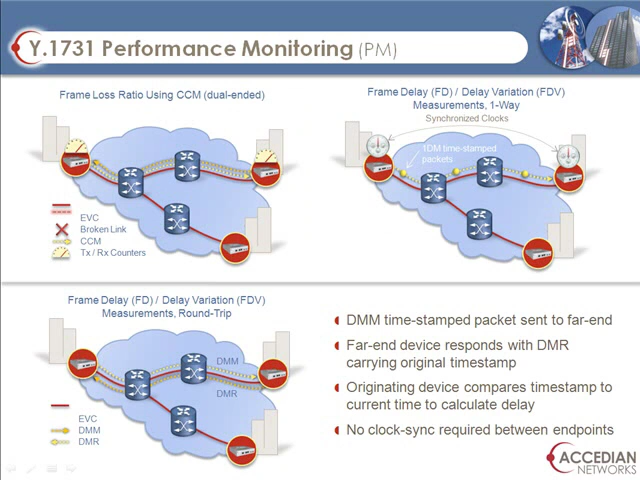 Y.1731 Performance Monitoring (PM)
Frame Loss Ratio Using CCM (dual-ended)
EVC
Broken Link
CCM
Tx / Rx Counters
Frame Delay (FD) / Delay Variation (FDV)
Measurements, 1-Way
Synchronized Clocks
1DM time-stamped
packets
Frame Delay (FD) / Delay Variation (FDV)
Measurements, Round-Trip
DMM
DMR
EVC
DMM
DMR
DMM time-stamped packet sent to far-end
Far-end device responds with DMR
carrying original timestamp
Originating device compares timestamp to
current time to calculate delay
No clock-sync required between endpoints
ACCEDIAN
NETWORKS